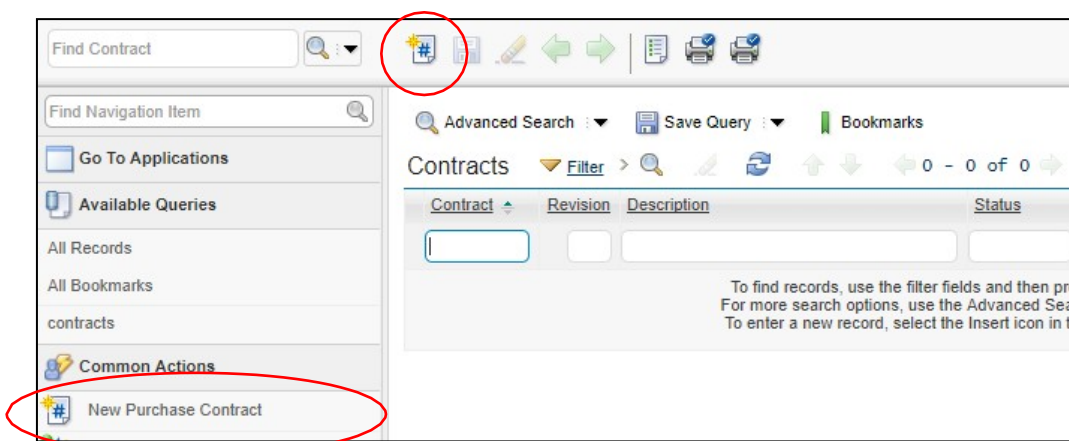 Find Contract
Find Navigation Item
Go To Applications
Available Queries
All Records
All Bookmarks
contracts
Common Actions
New Purchase Contract
Advanced Search Save Query Bookmarks
Contracts Filter > 0 - 0 of 0
Contract Revision Description Status
To find records, use the filter fields and then
For more search options, use the Advanced
To enter a new record, select the Insert icon in